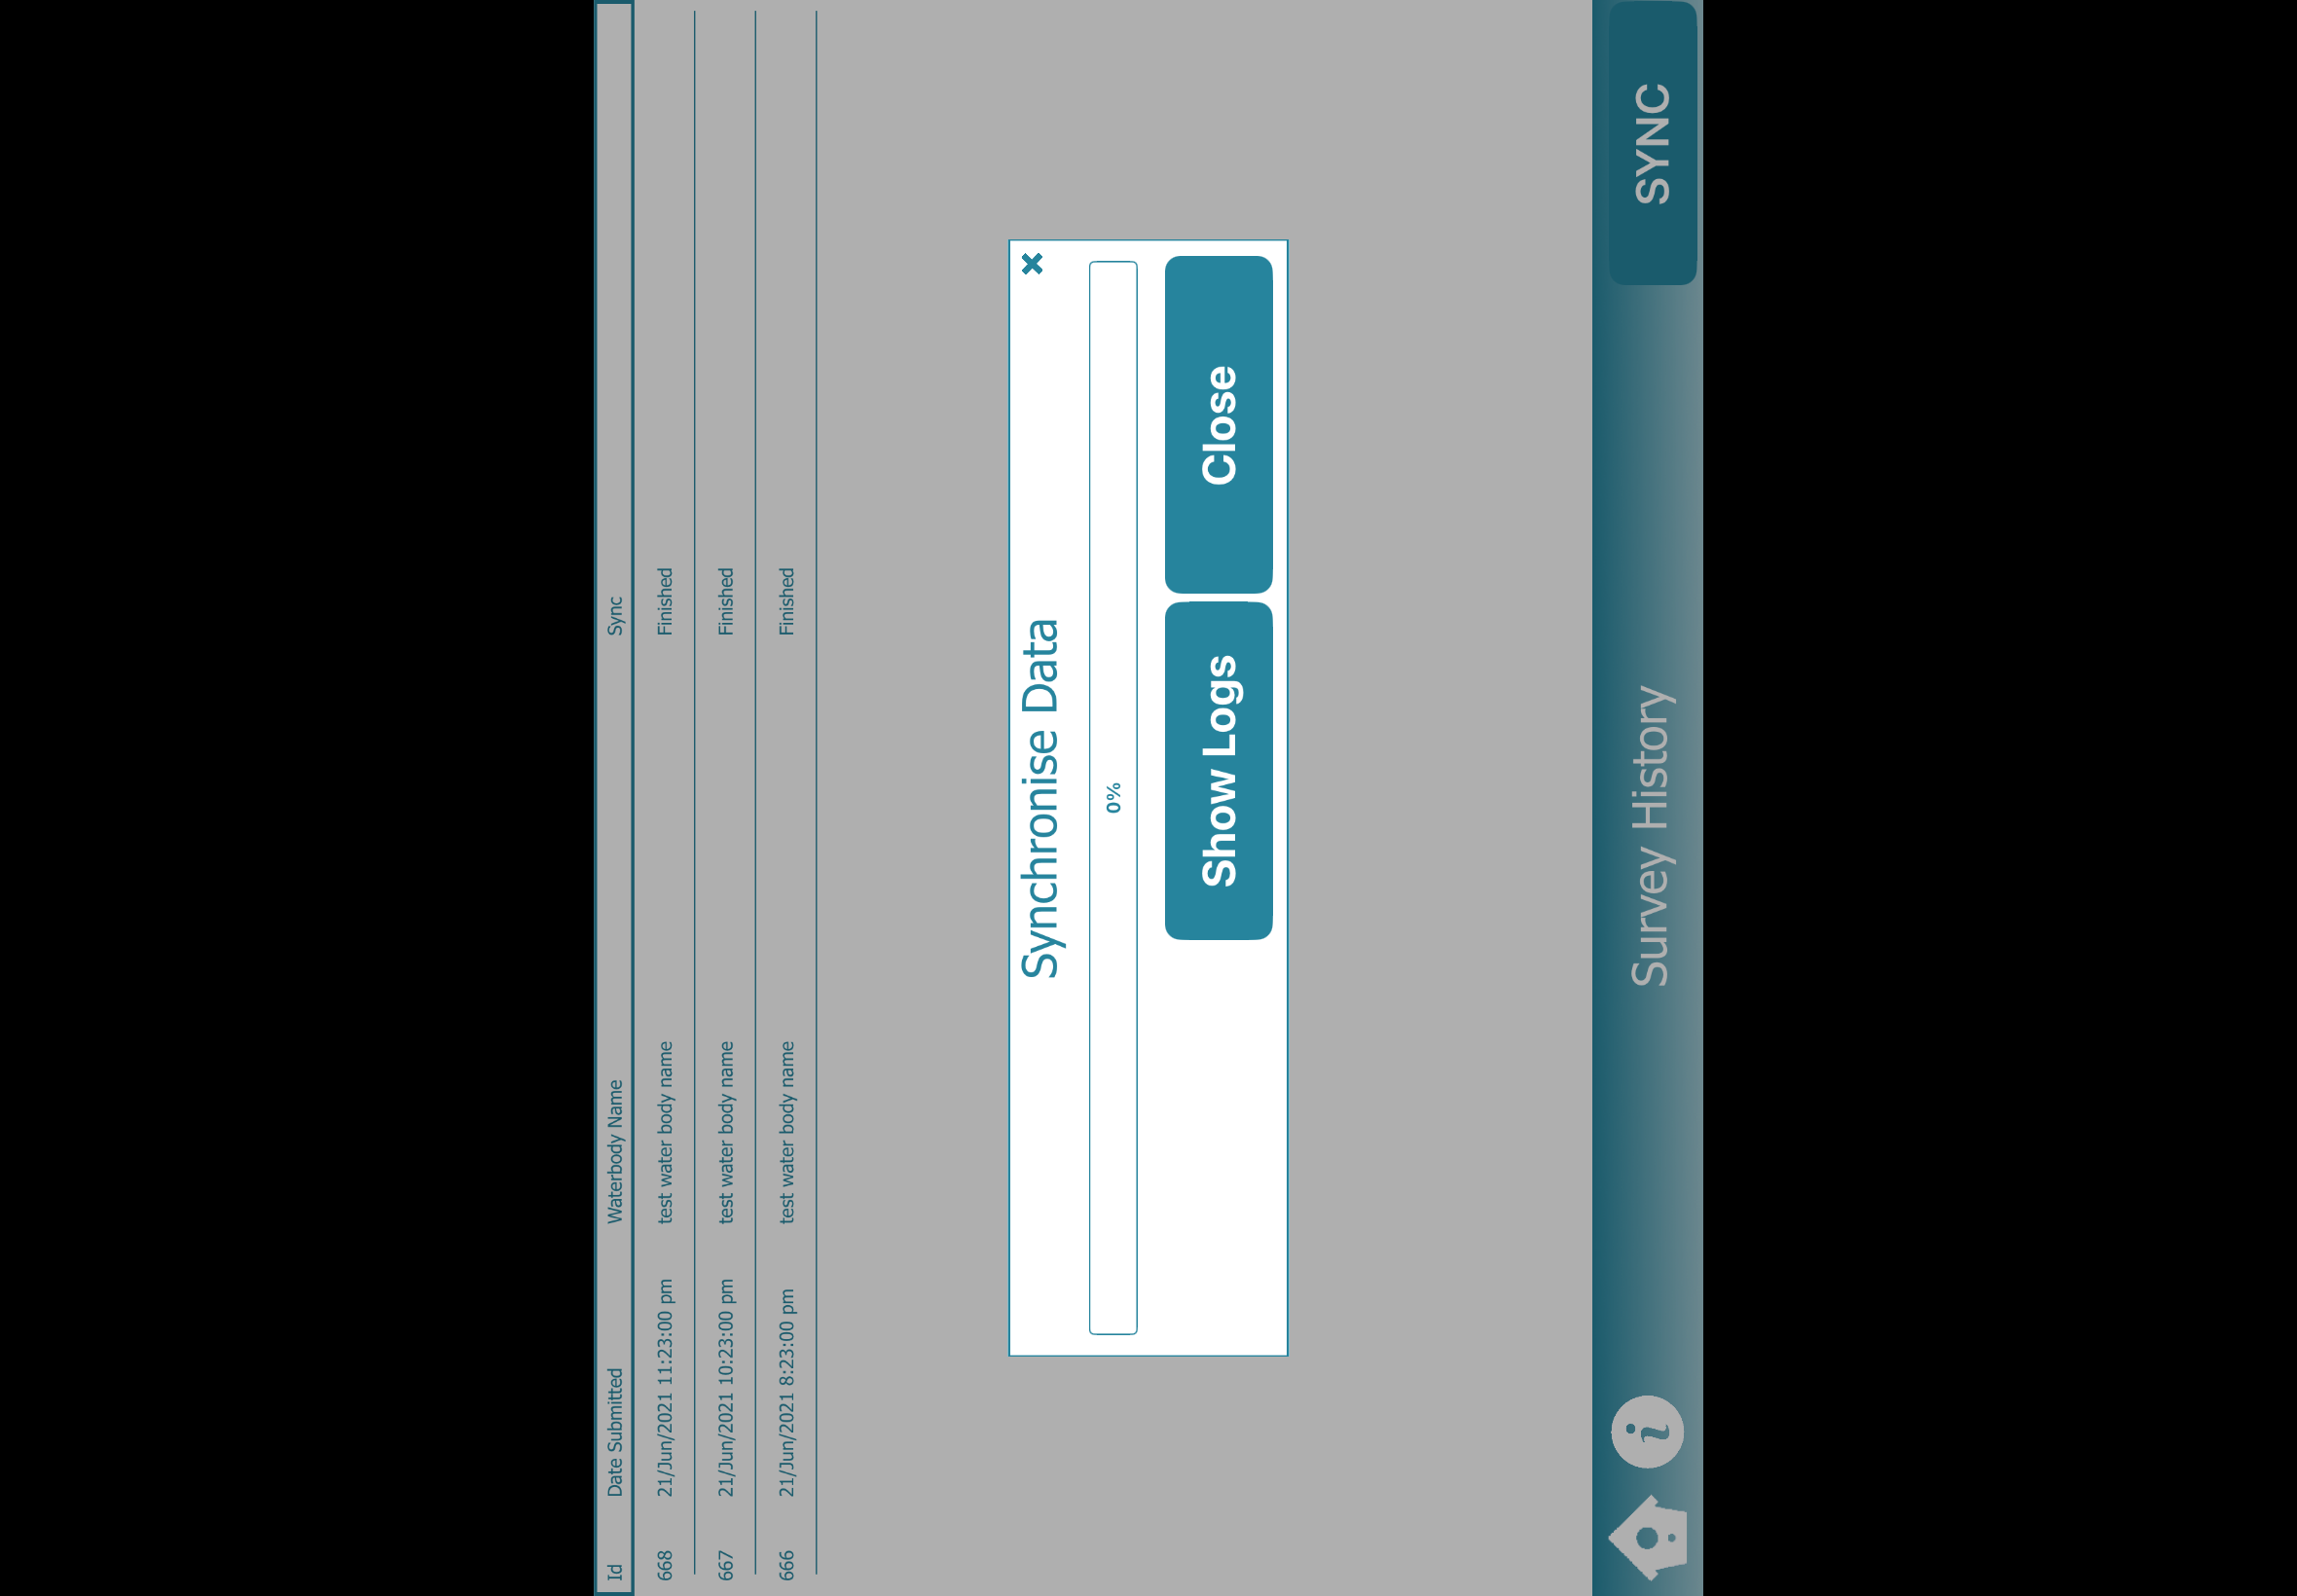 Id Date Submitted Waterbody Name Sync
668 21/Jun/2021 11:23:00 pm test water body name Finished
667 21/Jun/2021 10:23:00 pm test water body name Finished
666 21/Jun/2021 8:23:00 pm test water body name Finished
Synchronise Data
0%
Show Logs Close
i Survey History SYNC